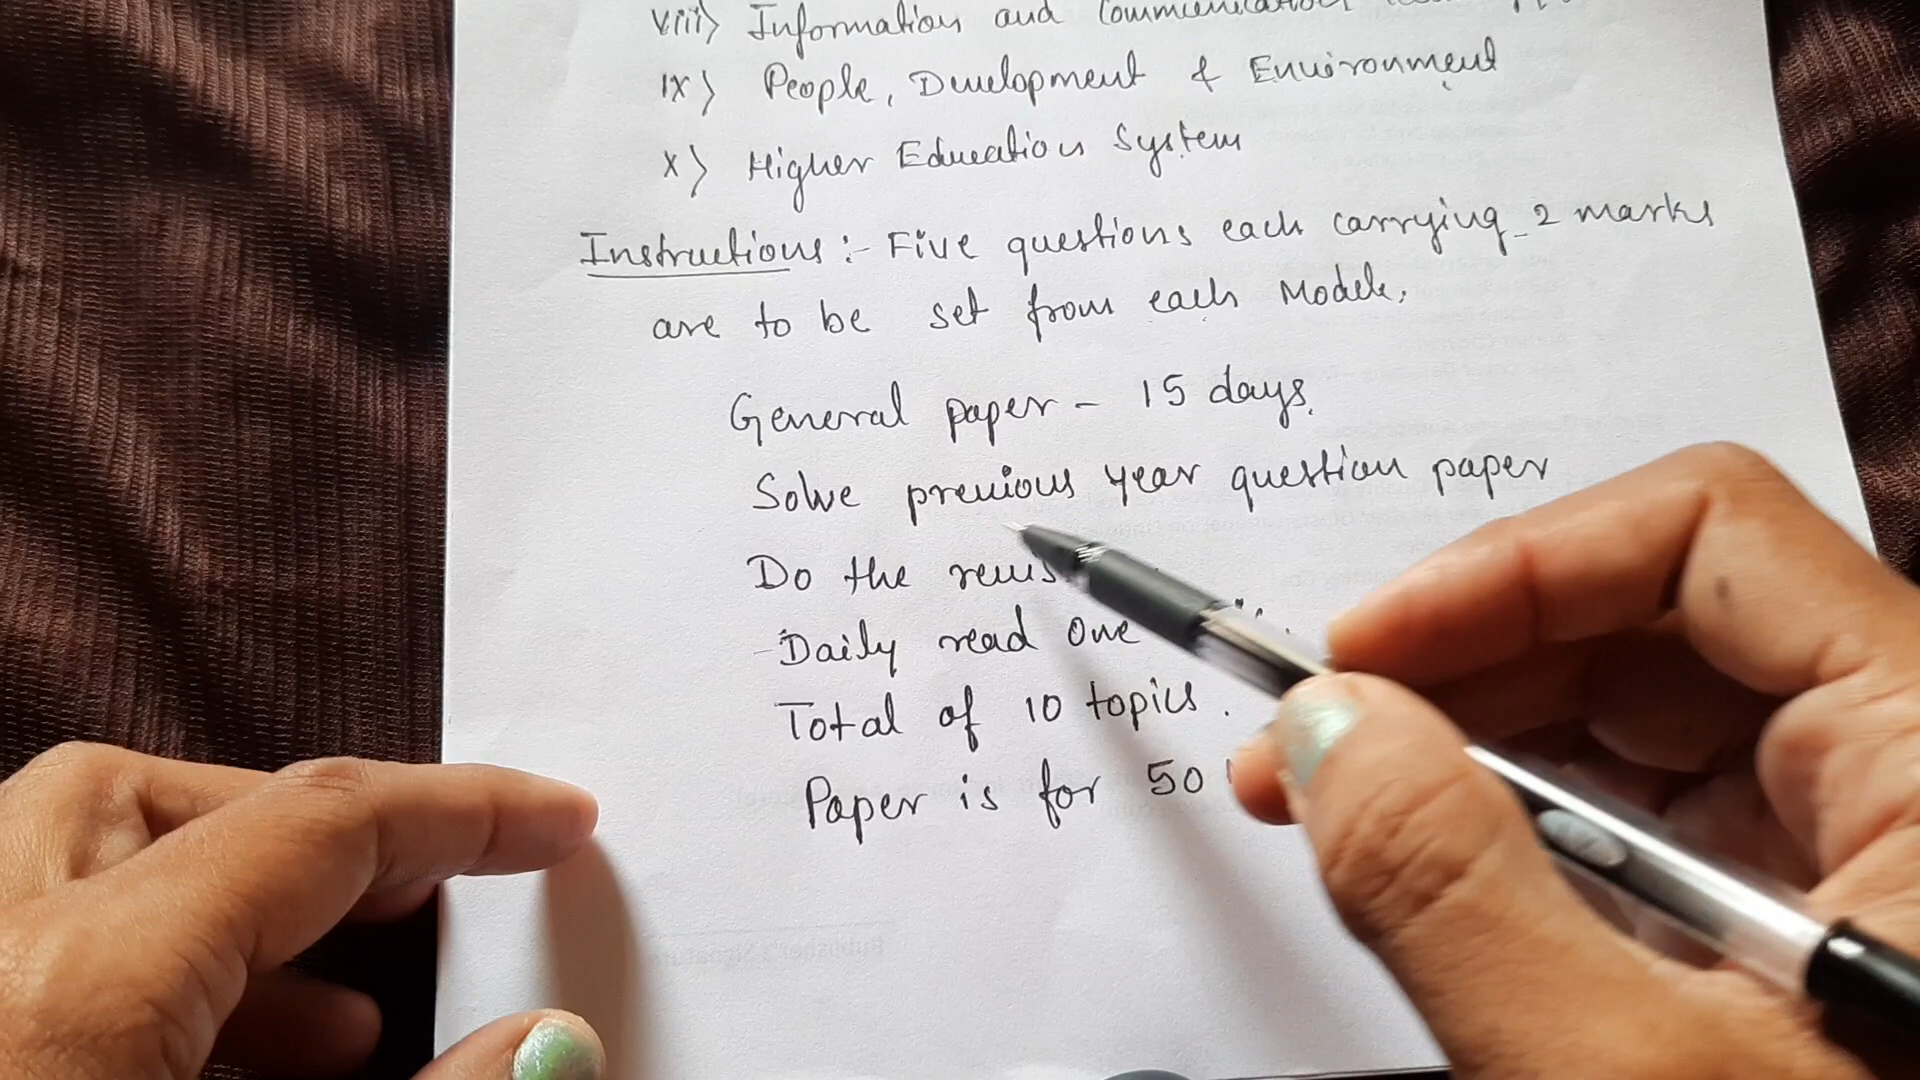 viii) Information and Communication
ix) People, Development & Environment
x) Higher Education System
Instructions :- Five questions each carrying 2 marks
are to be set from each Module.
General paper - 15 days.
Solve previous year question paper
Do the
Daily read one
Total of 10 topics.
Paper is for 50